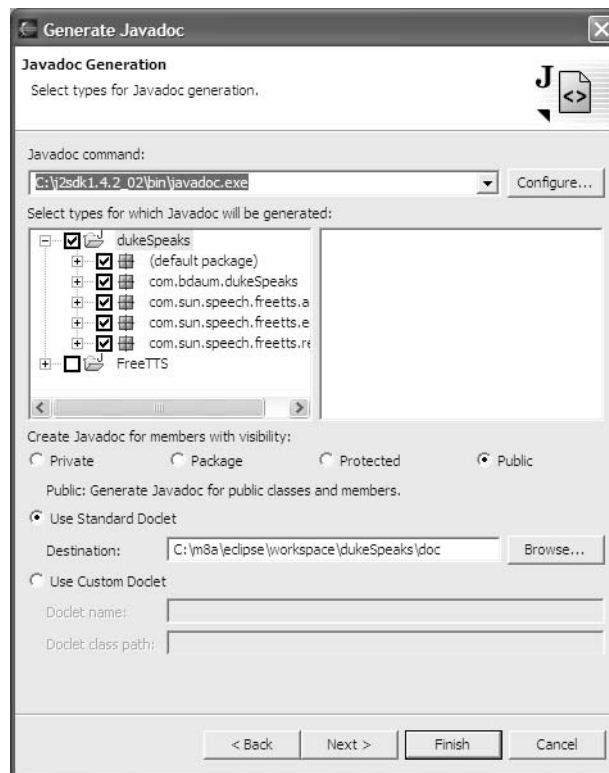 Generate Javadoc
Javadoc Generation
Select types for Javadoc generation.
J
<>
Javadoc command:
C:\j2sdk1.4.2_02\bin\javadoc.exe
Configure...
Select types for which Javadoc will be generated:
dukeSpeaks
(default package)
com.bdaum.dukeSpeaks
com.sun.speech.freetts.a
com.sun.speech.freetts.e
com.sun.speech.freetts.re
FreeTTS
Create Javadoc for members with visibility:
Private Package Protected Public
Public: Generate Javadoc for public classes and members.
Use Standard Doclet
Destination: C:\m8a\eclipse\workspace\dukeSpeaks\doc Browse...
Use Custom Doclet
Doclet name:
Doclet class path:
< Back Next > Finish Cancel